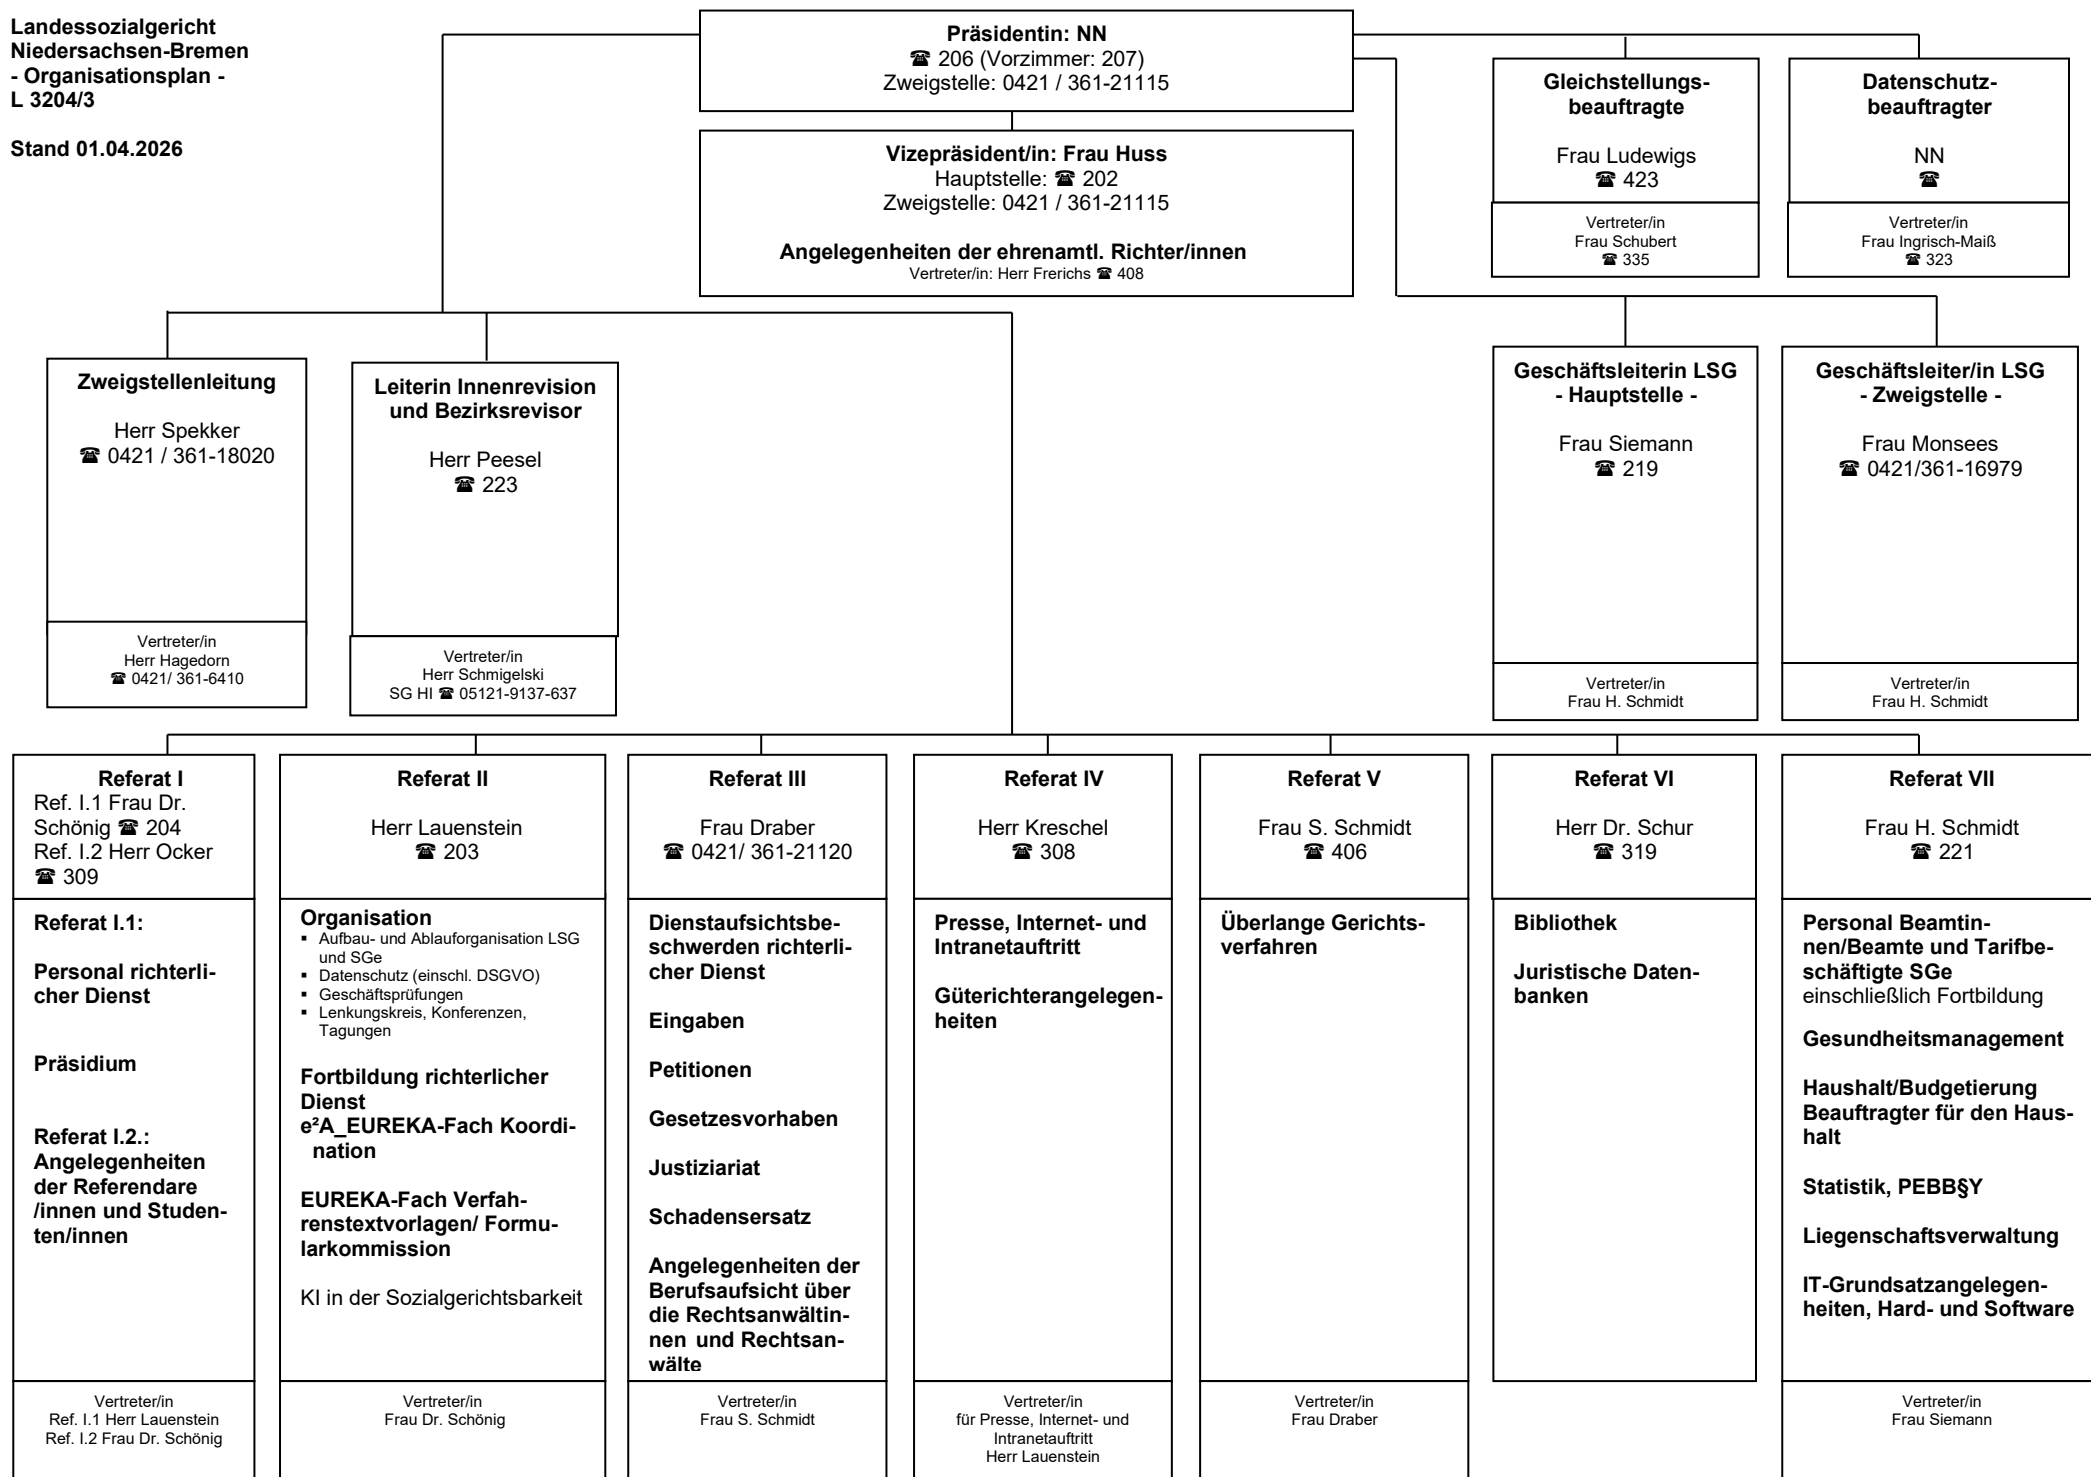 Landessozialgericht
Niedersachsen-Bremen
- Organisationsplan -
L 3204/3
Stand 01.04.2026
Präsidentin: NN
☎ 206 (Vorzimmer: 207)
Zweigstelle: 0421 / 361-21115
Vizepräsident/in: Frau Huss
Hauptstelle: ☎ 202
Zweigstelle: 0421 / 361-21115
Angelegenheiten der ehrenamtl. Richter/innen
Vertreter/in: Herr Frerichs ☎ 408
Gleichstellungs-
beauftragte
Frau Ludewigs
☎ 423
Vertreter/in
Frau Schubert
☎ 335
Datenschutz-
beauftragter
NN
☎
Vertreter/in
Frau Ingrisch-Maiß
☎ 323
Zweigstellenleitung
Herr Spekker
☎ 0421 / 361-18020
Vertreter/in
Herr Hagedorn
☎ 0421/ 361-6410
Leiterin Innenrevision
und Bezirksrevisor
Herr Peesel
☎ 223
Vertreter/in
Herr Schmigelski
SG HI ☎ 05121-9137-637
Geschäftsleiterin LSG
- Hauptstelle -
Frau Siemann
☎ 219
Vertreter/in
Frau H. Schmidt
Geschäftsleiter/in LSG
- Zweigstelle -
Frau Monsees
☎ 0421/361-16979
Vertreter/in
Frau H. Schmidt
Referat I
Ref. I.1 Frau Dr.
Schönig ☎ 204
Ref. I.2 Herr Ocker
☎ 309
Referat I.1:
Personal richterli-
cher Dienst
Präsidium
Referat I.2.:
Angelegenheiten
der Referendare
/innen und Studen-
ten/innen
Vertreter/in
Ref. I.1 Herr Lauenstein
Ref. I.2 Frau Dr. Schönig
Referat II
Herr Lauenstein
☎ 203
Organisation
▪ Aufbau- und Ablauforganisation LSG
und SGe
▪ Datenschutz (einschl. DSGVO)
▪ Geschäftsprüfungen
▪ Lenkungskreis, Konferenzen,
Tagungen
Fortbildung richterlicher
Dienst
e²A_EUREKA-Fach Koordi-
nation
EUREKA-Fach Verfah-
renstextvorlagen/ Formu-
larkommission
KI in der Sozialgerichtsbarkeit
Vertreter/in
Frau Dr. Schönig
Referat III
Frau Draber
☎ 0421/ 361-21120
Dienstaufsichtsbe-
schwerden richterli-
cher Dienst
Eingaben
Petitionen
Gesetzesvorhaben
Justiziariat
Schadensersatz
Angelegenheiten der
Berufsaufsicht über
die Rechtsanwältin-
nen und Rechtsan-
wälte
Vertreter/in
Frau S. Schmidt
Referat IV
Herr Kreschel
☎ 308
Presse, Internet- und
Intranetauftritt
Güterichterangelegen-
heiten
Vertreter/in
für Presse, Internet- und
Intranetauftritt
Herr Lauenstein
Referat V
Frau S. Schmidt
☎ 406
Überlange Gerichts-
verfahren
Vertreter/in
Frau Draber
Referat VI
Herr Dr. Schur
☎ 319
Bibliothek
Juristische Daten-
banken
Referat VII
Frau H. Schmidt
☎ 221
Personal Beamtin-
nen/Beamte und Tarifbe-
schäftigte SGe
einschließlich Fortbildung
Gesundheitsmanagement
Haushalt/Budgetierung
Beauftragter für den Haus-
halt
Statistik, PEBB§Y
Liegenschaftsverwaltung
IT-Grundsatzangelegen-
heiten, Hard- und Software
Vertreter/in
Frau Siemann